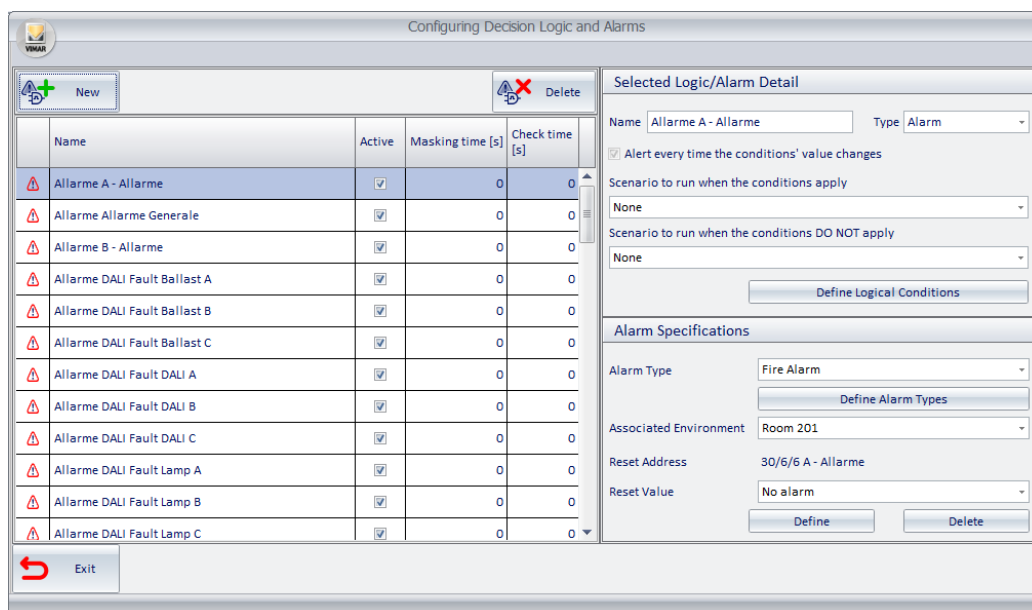 Configuring Decision Logic and Alarms
VIMAR
New
Delete
Name Active Masking time [s] Check time [s]
Allarme A - Allarme 0 0
Allarme Allarme Generale 0 0
Allarme B - Allarme 0 0
Allarme DALI Fault Ballast A 0 0
Allarme DALI Fault Ballast B 0 0
Allarme DALI Fault Ballast C 0 0
Allarme DALI Fault DALI A 0 0
Allarme DALI Fault DALI B 0 0
Allarme DALI Fault DALI C 0 0
Allarme DALI Fault Lamp A 0 0
Allarme DALI Fault Lamp B 0 0
Allarme DALI Fault Lamp C 0 0
Selected Logic/Alarm Detail
Name Allarme A - Allarme Type Alarm
Alert every time the conditions' value changes
Scenario to run when the conditions apply
None
Scenario to run when the conditions DO NOT apply
None
Define Logical Conditions
Alarm Specifications
Alarm Type Fire Alarm
Define Alarm Types
Associated Environment Room 201
Reset Address 30/6/6 A - Allarme
Reset Value No alarm
Define Delete
Exit